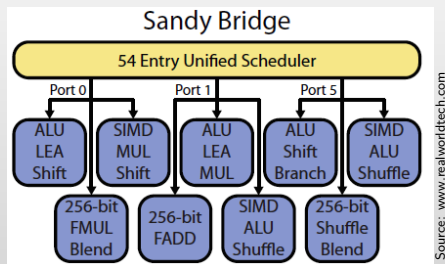 Sandy Bridge
54 Entry Unified Scheduler
Port 0
Port 1
Port 5
ALU
LEA
Shift
SIMD
MUL
Shift
ALU
LEA
MUL
ALU
Shift
Branch
SIMD
ALU
Shuffle
256-bit
FMUL
Blend
256-bit
FADD
SIMD
ALU
Shuffle
256-bit
Shuffle
Blend
Source: www.realworldtech.com